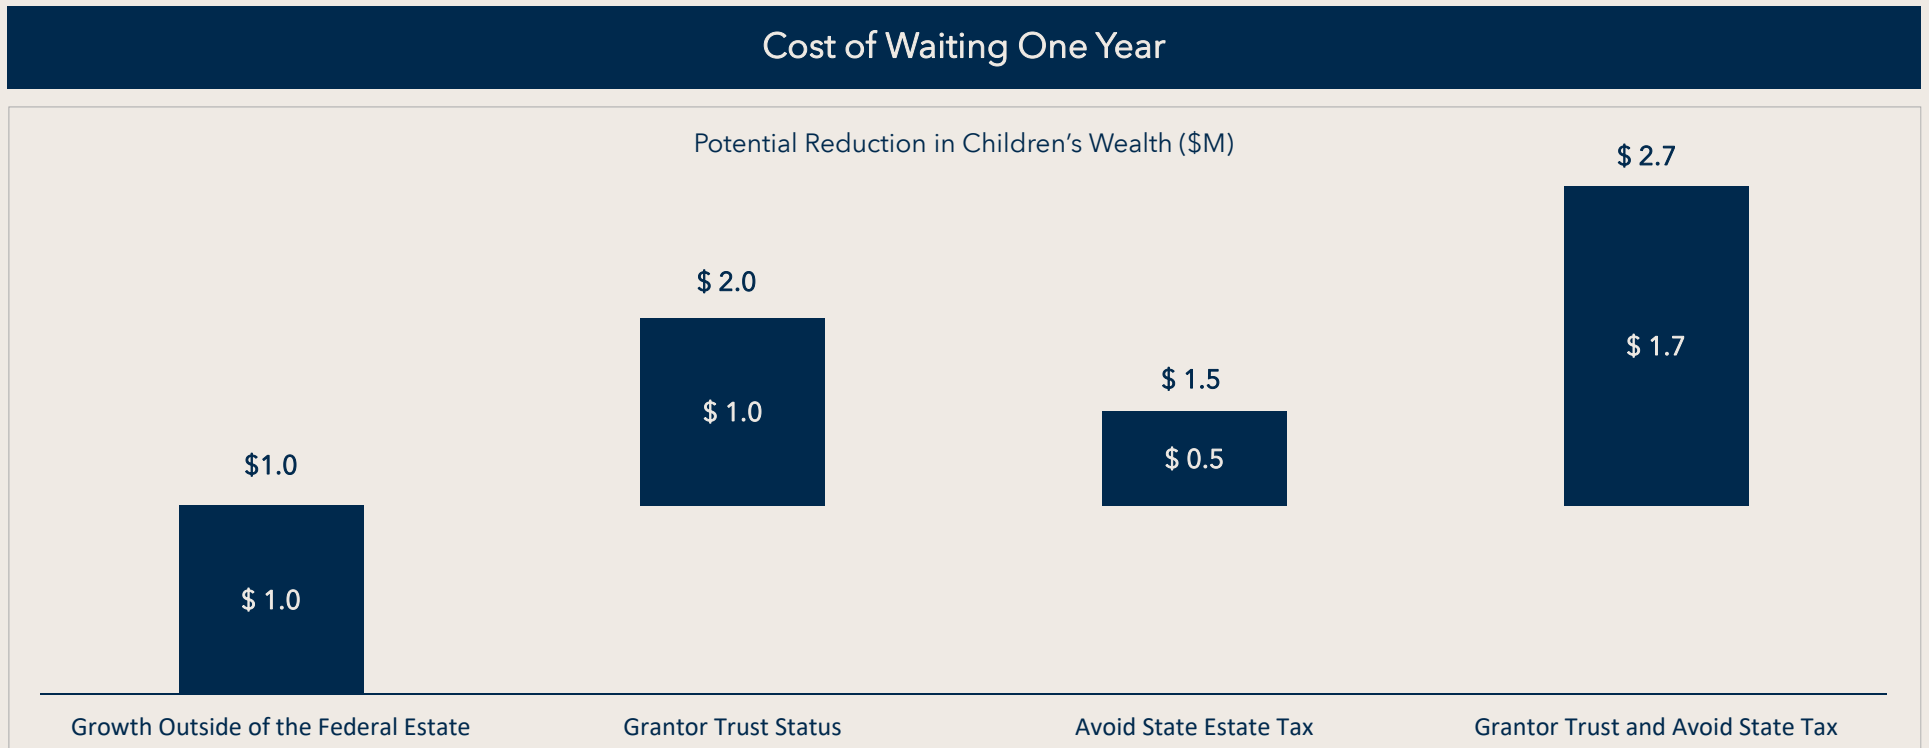 Cost of Waiting One Year
Potential Reduction in Children’s Wealth ($M)
$ 2.7
$ 2.0
$ 1.7
$ 1.5
$ 1.0
$ 0.5
$1.0
$ 1.0
Growth Outside of the Federal Estate
Grantor Trust Status
Avoid State Estate Tax
Grantor Trust and Avoid State Tax